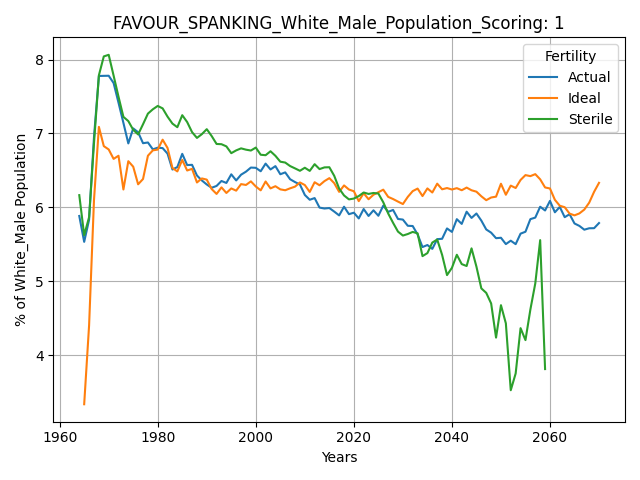 FAVOUR_SPANKING_White_Male_Population_Scoring: 1
Fertility
Actual
Ideal
Sterile
% of White_Male Population
8
7
6
5
4
1960 1980 2000 2020 2040 2060
Years